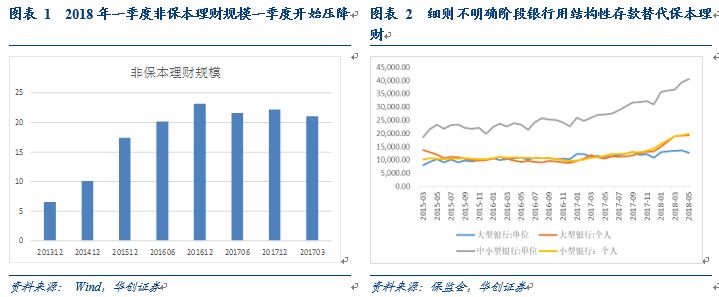 图表 1 2018 年一季度非保本理财规模一季度开始压降
非保本理财规模
25
20
15
10
5
0
201312 201412 201512 201606 201612 201706 201712 201703
资料来源： Wind，华创证券
图表 2 细则不明确阶段银行用结构性存款替代保本理
财
45,000.00
40,000.00
35,000.00
30,000.00
25,000.00
20,000.00
15,000.00
10,000.00
5,000.00
0.00
2015-03 2015-05 2015-07 2015-09 2015-11 2016-01 2016-03 2016-05 2016-07 2016-09 2016-11 2017-01 2017-03 2017-05 2017-07 2017-09 2017-11 2018-01 2018-03 2018-05
大型银行:单位 大型银行:个人
中小型银行:单位 小型银行：个人
资料来源：保监会，华创证券